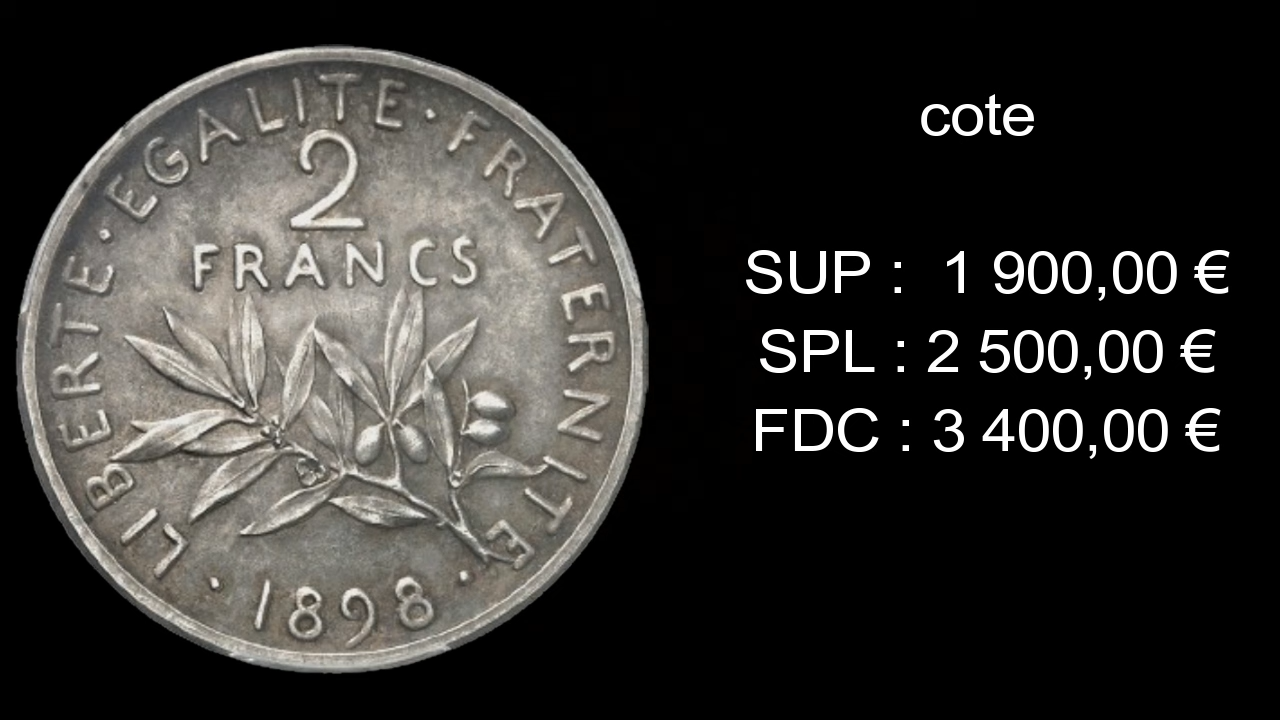 LIBERTE · EGALITE · FRATERNITE
2
FRANCS
· 1898 ·
cote
SUP : 1 900,00 €
SPL : 2 500,00 €
FDC : 3 400,00 €